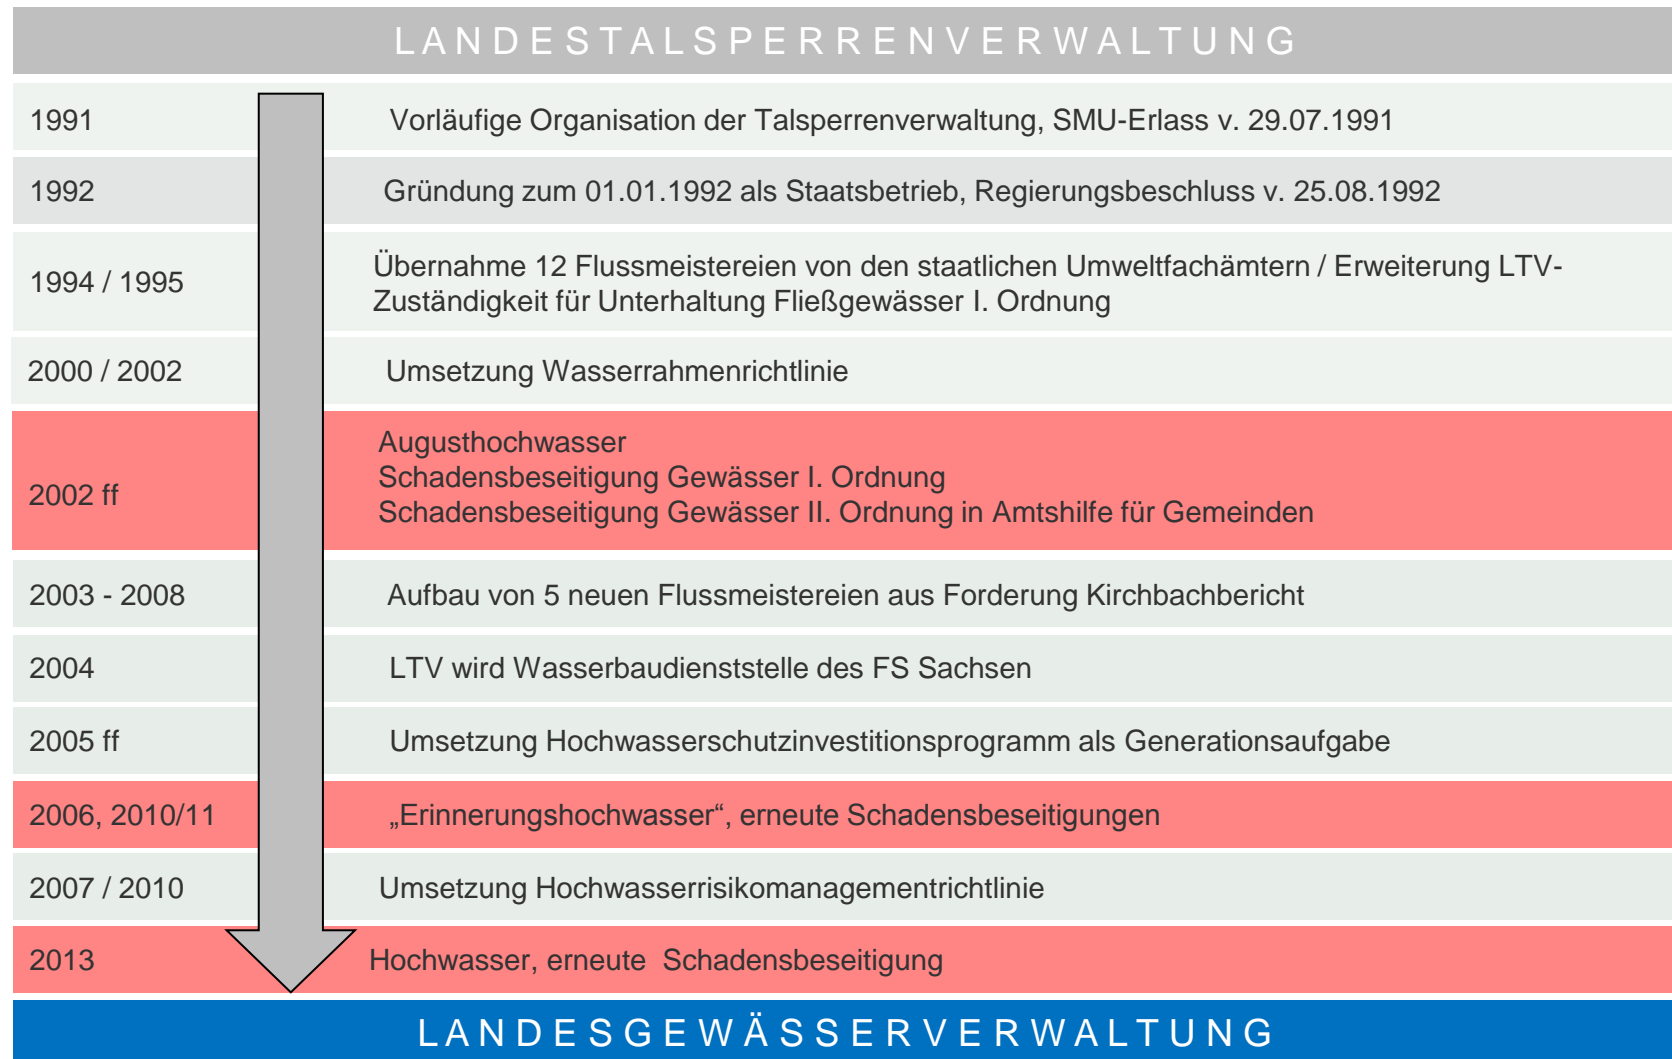 LANDESTALSPERRENVERWALTUNG
1991 Vorläufige Organisation der Talsperrenverwaltung, SMU-Erlass v. 29.07.1991
1992 Gründung zum 01.01.1992 als Staatsbetrieb, Regierungsbeschluss v. 25.08.1992
1994 / 1995 Übernahme 12 Flussmeistereien von den staatlichen Umweltfachämtern / Erweiterung LTV-
Zuständigkeit für Unterhaltung Fließgewässer I. Ordnung
2000 / 2002 Umsetzung Wasserrahmenrichtlinie
2002 ff Augusthochwasser
Schadensbeseitigung Gewässer I. Ordnung
Schadensbeseitigung Gewässer II. Ordnung in Amtshilfe für Gemeinden
2003 - 2008 Aufbau von 5 neuen Flussmeistereien aus Forderung Kirchbachbericht
2004 LTV wird Wasserbaudienststelle des FS Sachsen
2005 ff Umsetzung Hochwasserschutzinvestitionsprogramm als Generationsaufgabe
2006, 2010/11 „Erinnerungshochwasser“, erneute Schadensbeseitigungen
2007 / 2010 Umsetzung Hochwasserrisikomanagementrichtlinie
2013 Hochwasser, erneute Schadensbeseitigung
LANDESGEWÄSSERVERWALTUNG